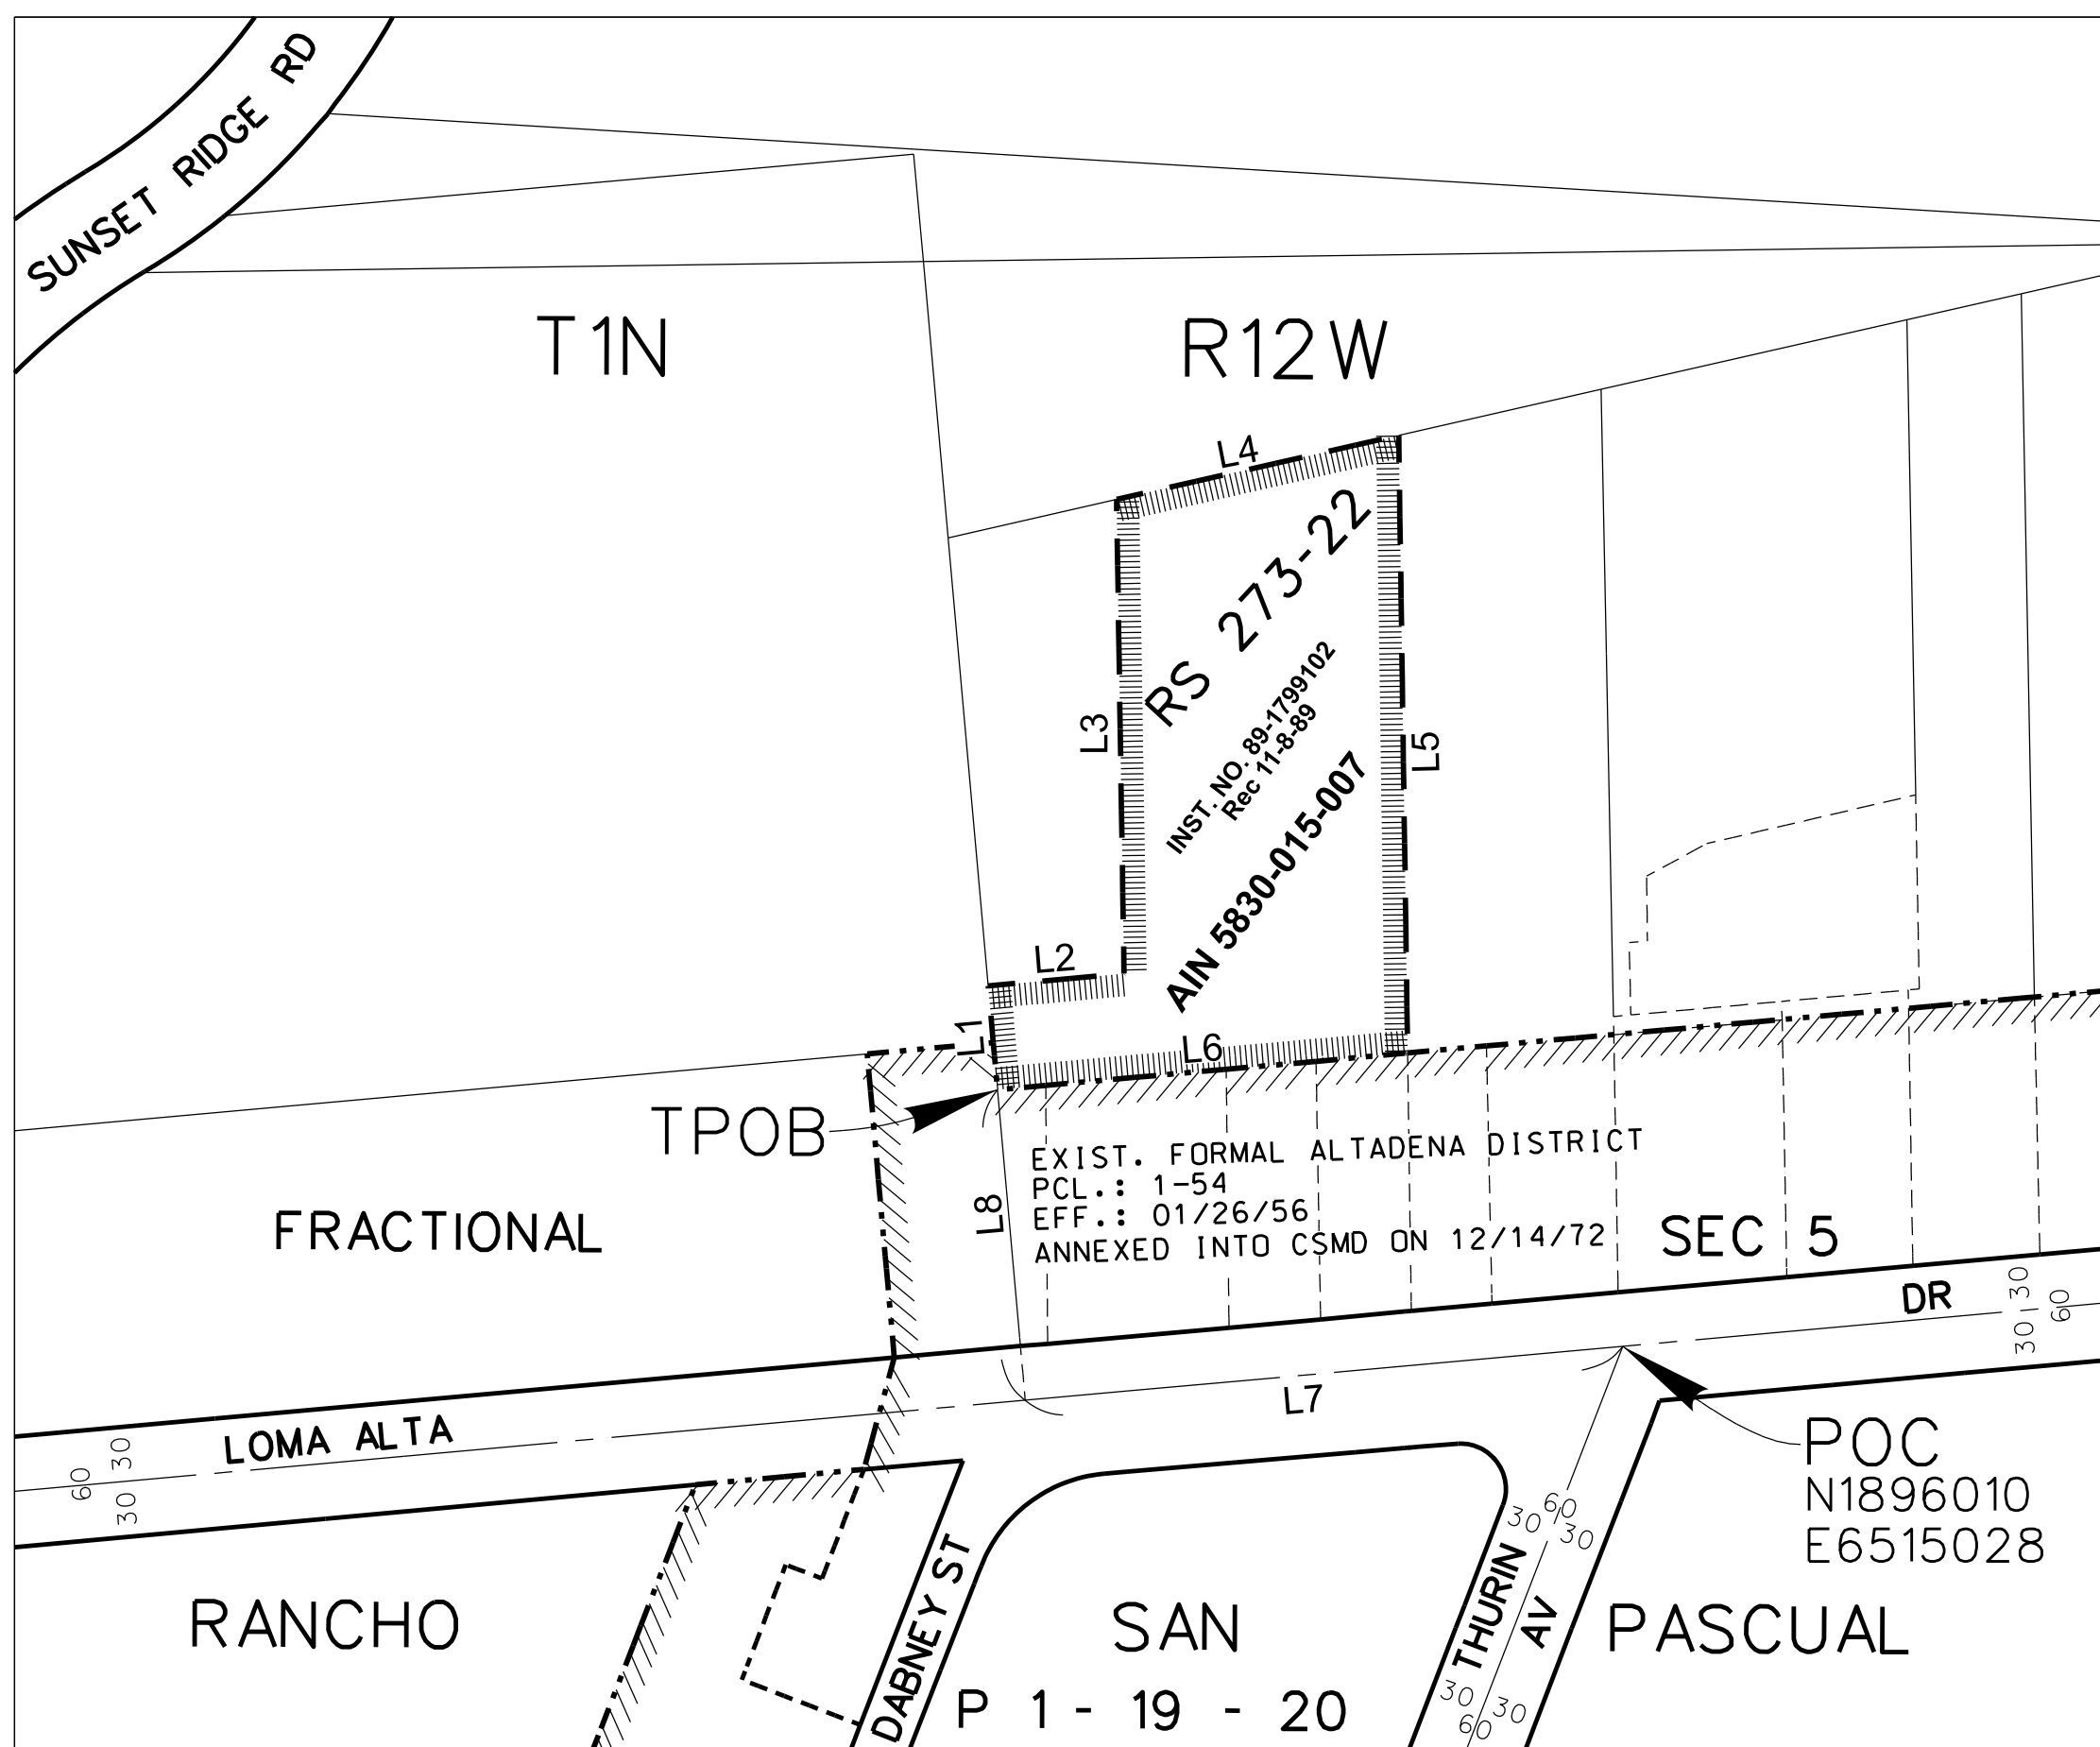 SUNSET RIDGE RD
T1N
R12W
L4
RS 273-22
INST. NO. 89-1799102
Rec 11-8-89
AIN 5830-015-007
L3
L5
L2
L1
L6
TPOB
EXIST. FORMAL ALTADENA DISTRICT
PCL.: 1-54
EFF.: 01/26/56
ANNEXED INTO CSMD ON 12/14/72
L8
FRACTIONAL
SEC 5
DR
30 30
60
L7
LOMA ALTA
30 30
60
POC
N1896010
E6515028
RANCHO
SAN
PASCUAL
DABNEY ST
THURIN AV
60
30 30
30 30
60
P 1 - 19 - 20